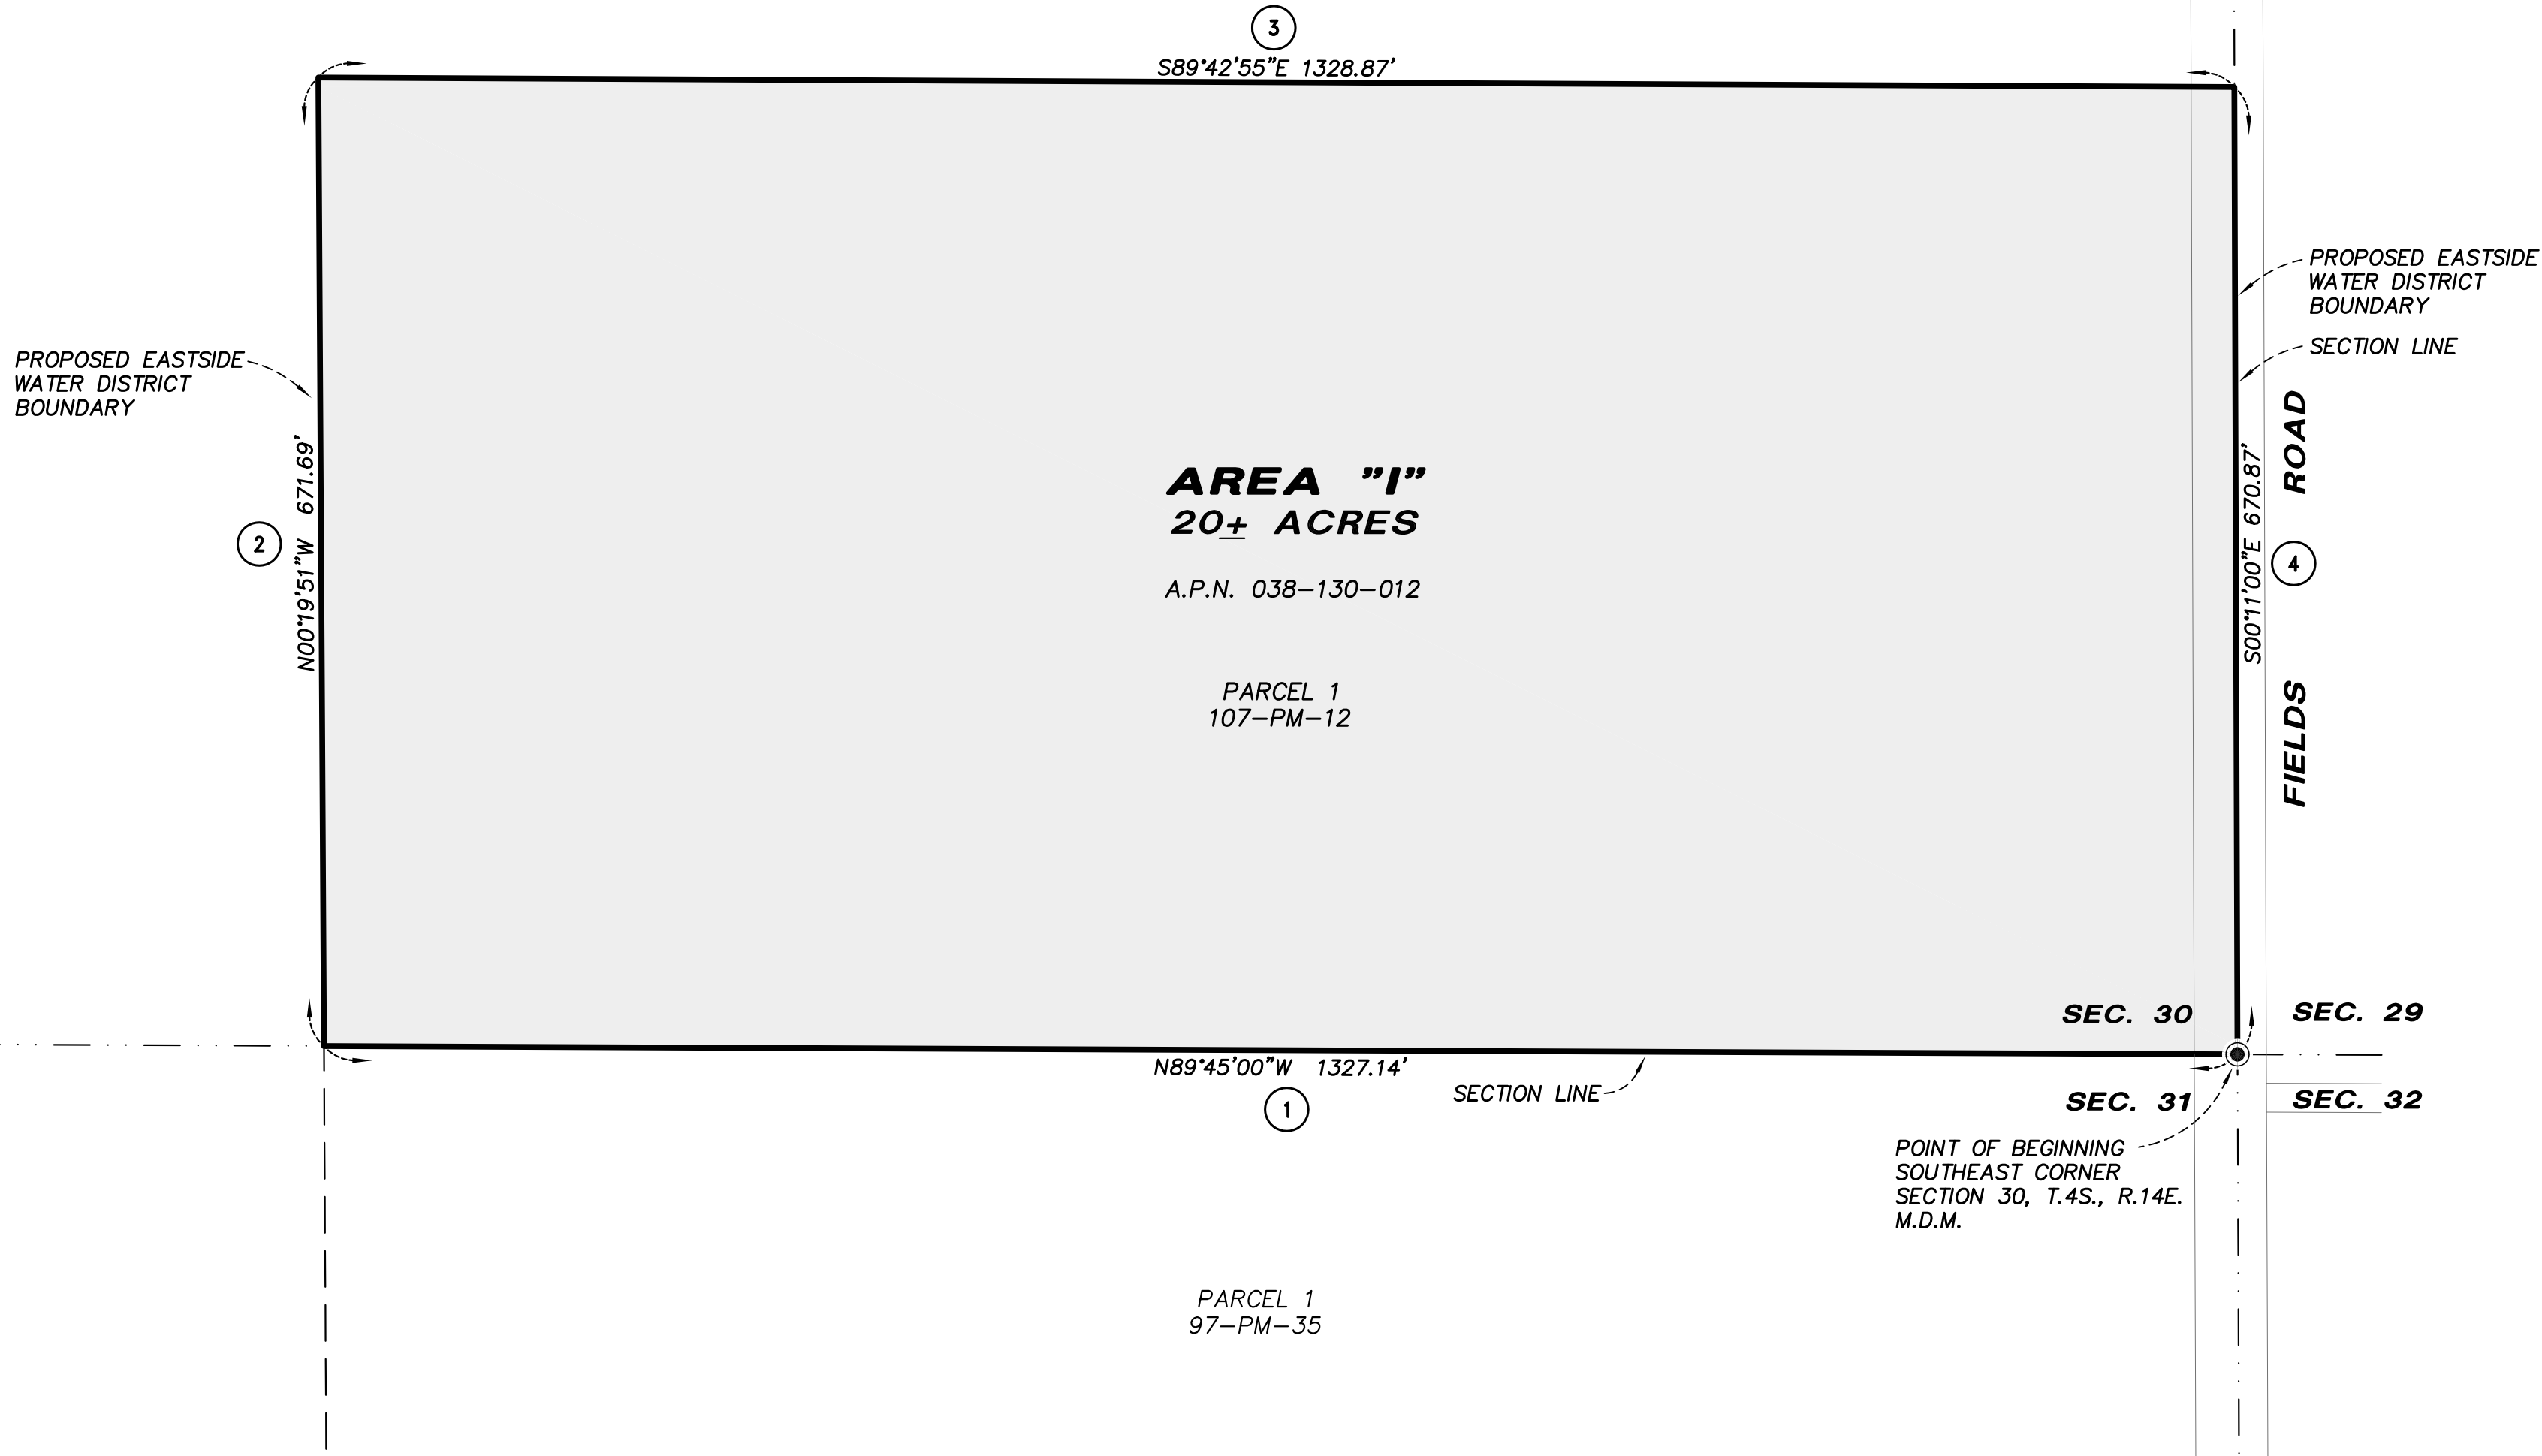 3
S89°42'55"E 1328.87'
PROPOSED EASTSIDE
WATER DISTRICT
BOUNDARY
SECTION LINE
PROPOSED EASTSIDE
WATER DISTRICT
BOUNDARY
N00°19'51"W 671.69'
2
AREA "I"
20± ACRES
A.P.N. 038-130-012
PARCEL 1
107-PM-12
S00°11'00"E 670.87'
4
FIELDS ROAD
SEC. 30
SEC. 29
N89°45'00"W 1327.14'
SECTION LINE
1
SEC. 31
SEC. 32
POINT OF BEGINNING
SOUTHEAST CORNER
SECTION 30, T.4S., R.14E.
M.D.M.
PARCEL 1
97-PM-35